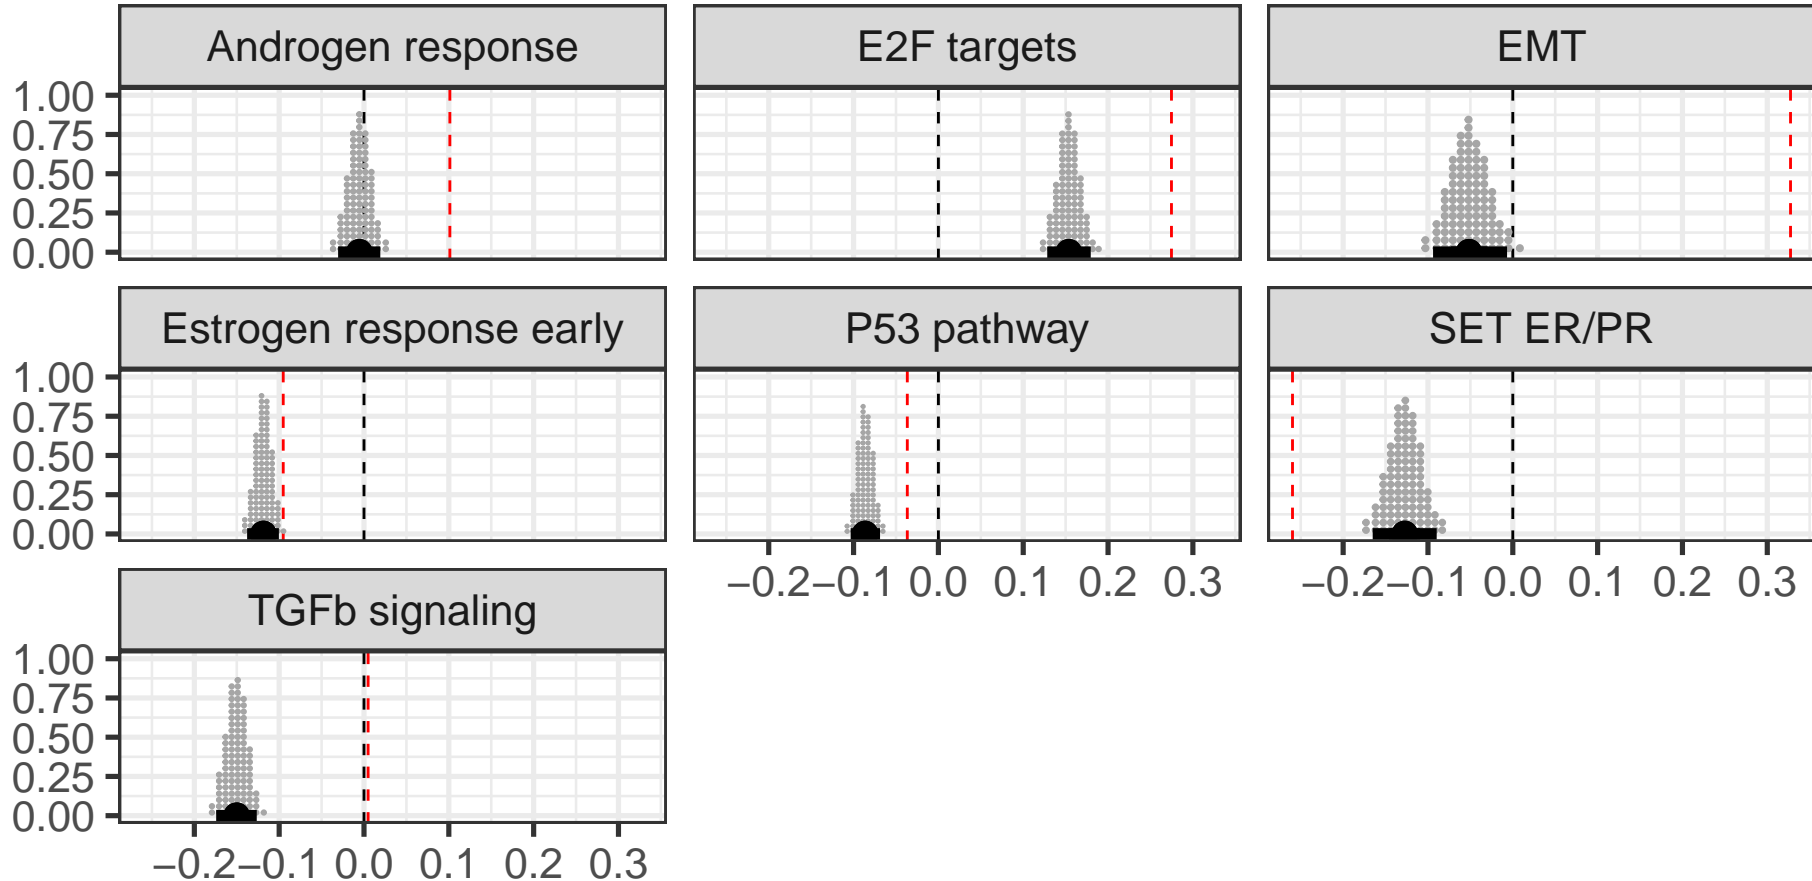 Androgen response
E2F targets
EMT
1.00
0.75
0.50
0.25
0.00
Estrogen response early
P53 pathway
SET ER/PR
1.00
0.75
0.50
0.25
0.00
−0.2 −0.1 0.0 0.1 0.2 0.3
−0.2 −0.1 0.0 0.1 0.2 0.3
TGFb signaling
1.00
0.75
0.50
0.25
0.00
−0.2 −0.1 0.0 0.1 0.2 0.3